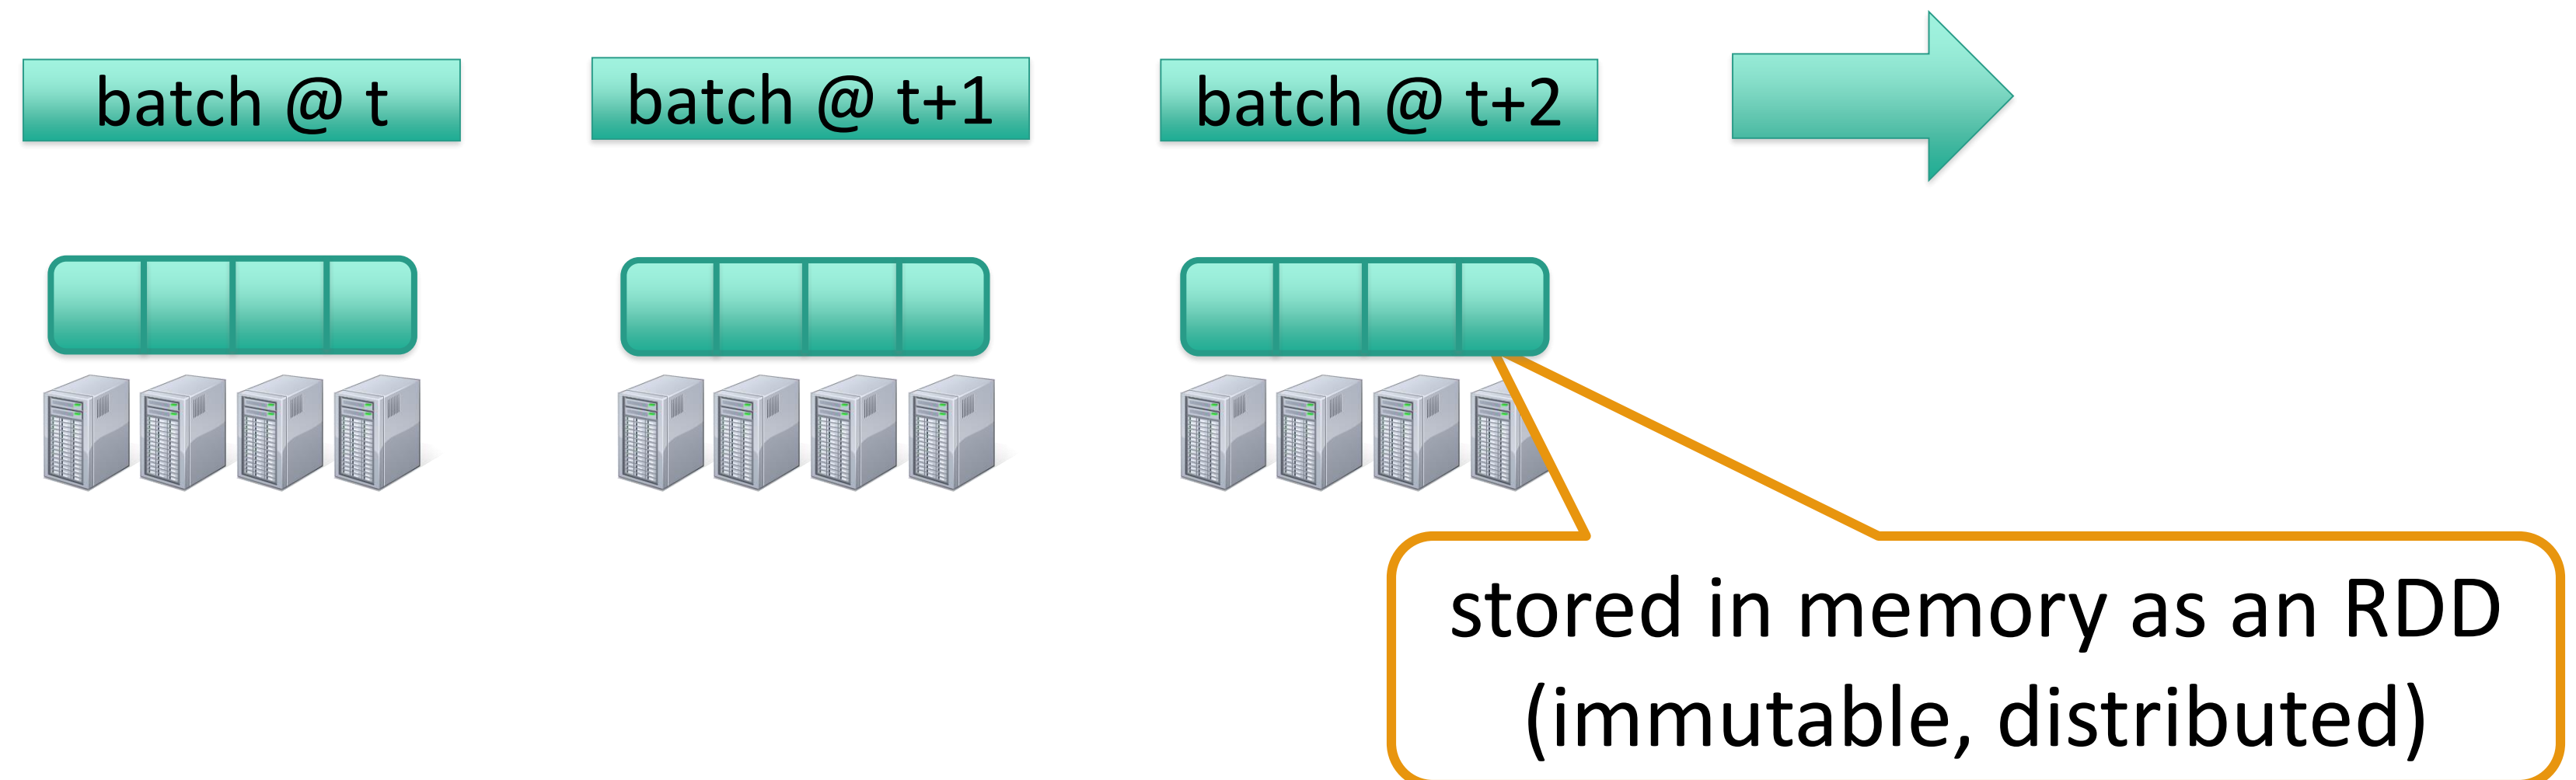 batch @ t
batch @ t+1
batch @ t+2
stored in memory as an RDD
(immutable, distributed)